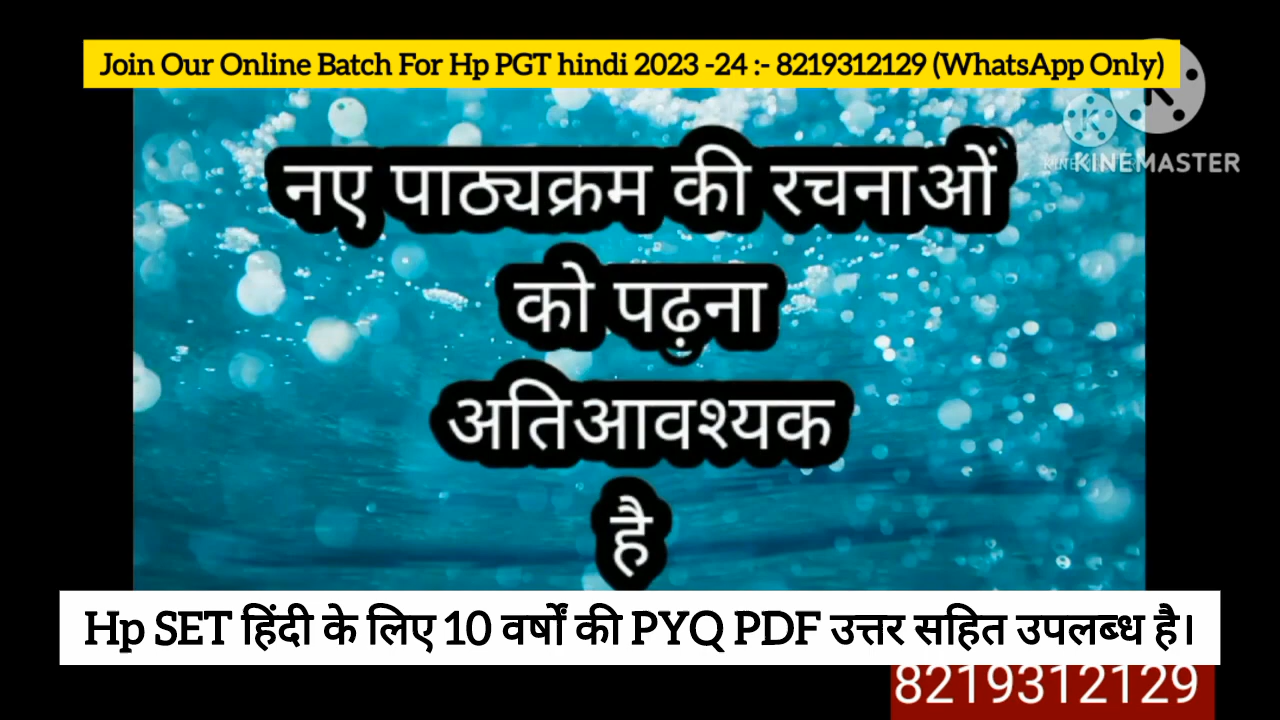 Join Our Online Batch For Hp PGT hindi 2023 -24 :- 8219312129 (WhatsApp Only)
KINEMASTER
नए पाठ्यक्रम की रचनाओं
को पढ़ना
अतिआवश्यक
है
Hp SET हिंदी के लिए 10 वर्षों की PYQ PDF उत्तर सहित उपलब्ध है।
8219312129